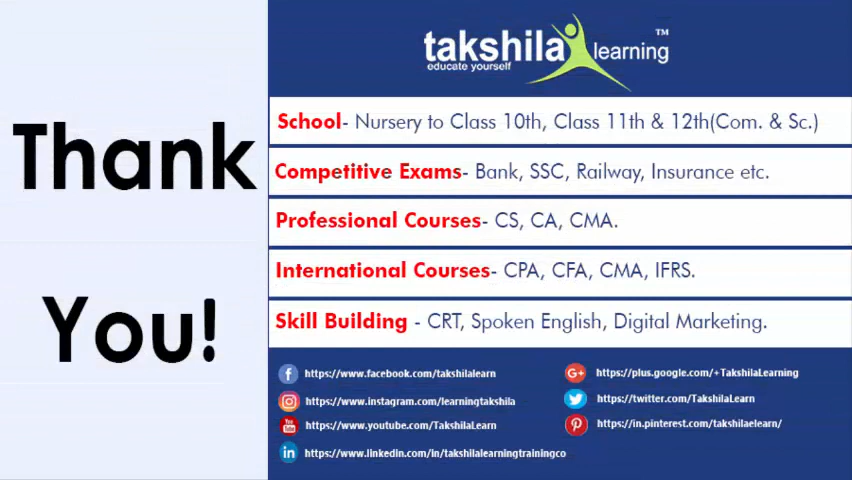 Thank
You!
takshila learning™
educate yourself
School- Nursery to Class 10th, Class 11th & 12th(Com. & Sc.)
Competitive Exams- Bank, SSC, Railway, Insurance etc.
Professional Courses- CS, CA, CMA.
International Courses- CPA, CFA, CMA, IFRS.
Skill Building - CRT, Spoken English, Digital Marketing.
https://www.facebook.com/takshilalearn
https://plus.google.com/+TakshilaLearning
https://www.instagram.com/learningtakshila
https://twitter.com/TakshilaLearn
https://www.youtube.com/TakshilaLearn
https://in.pinterest.com/takshilaelearn/
https://www.linkedin.com/in/takshilalearningtrainingco